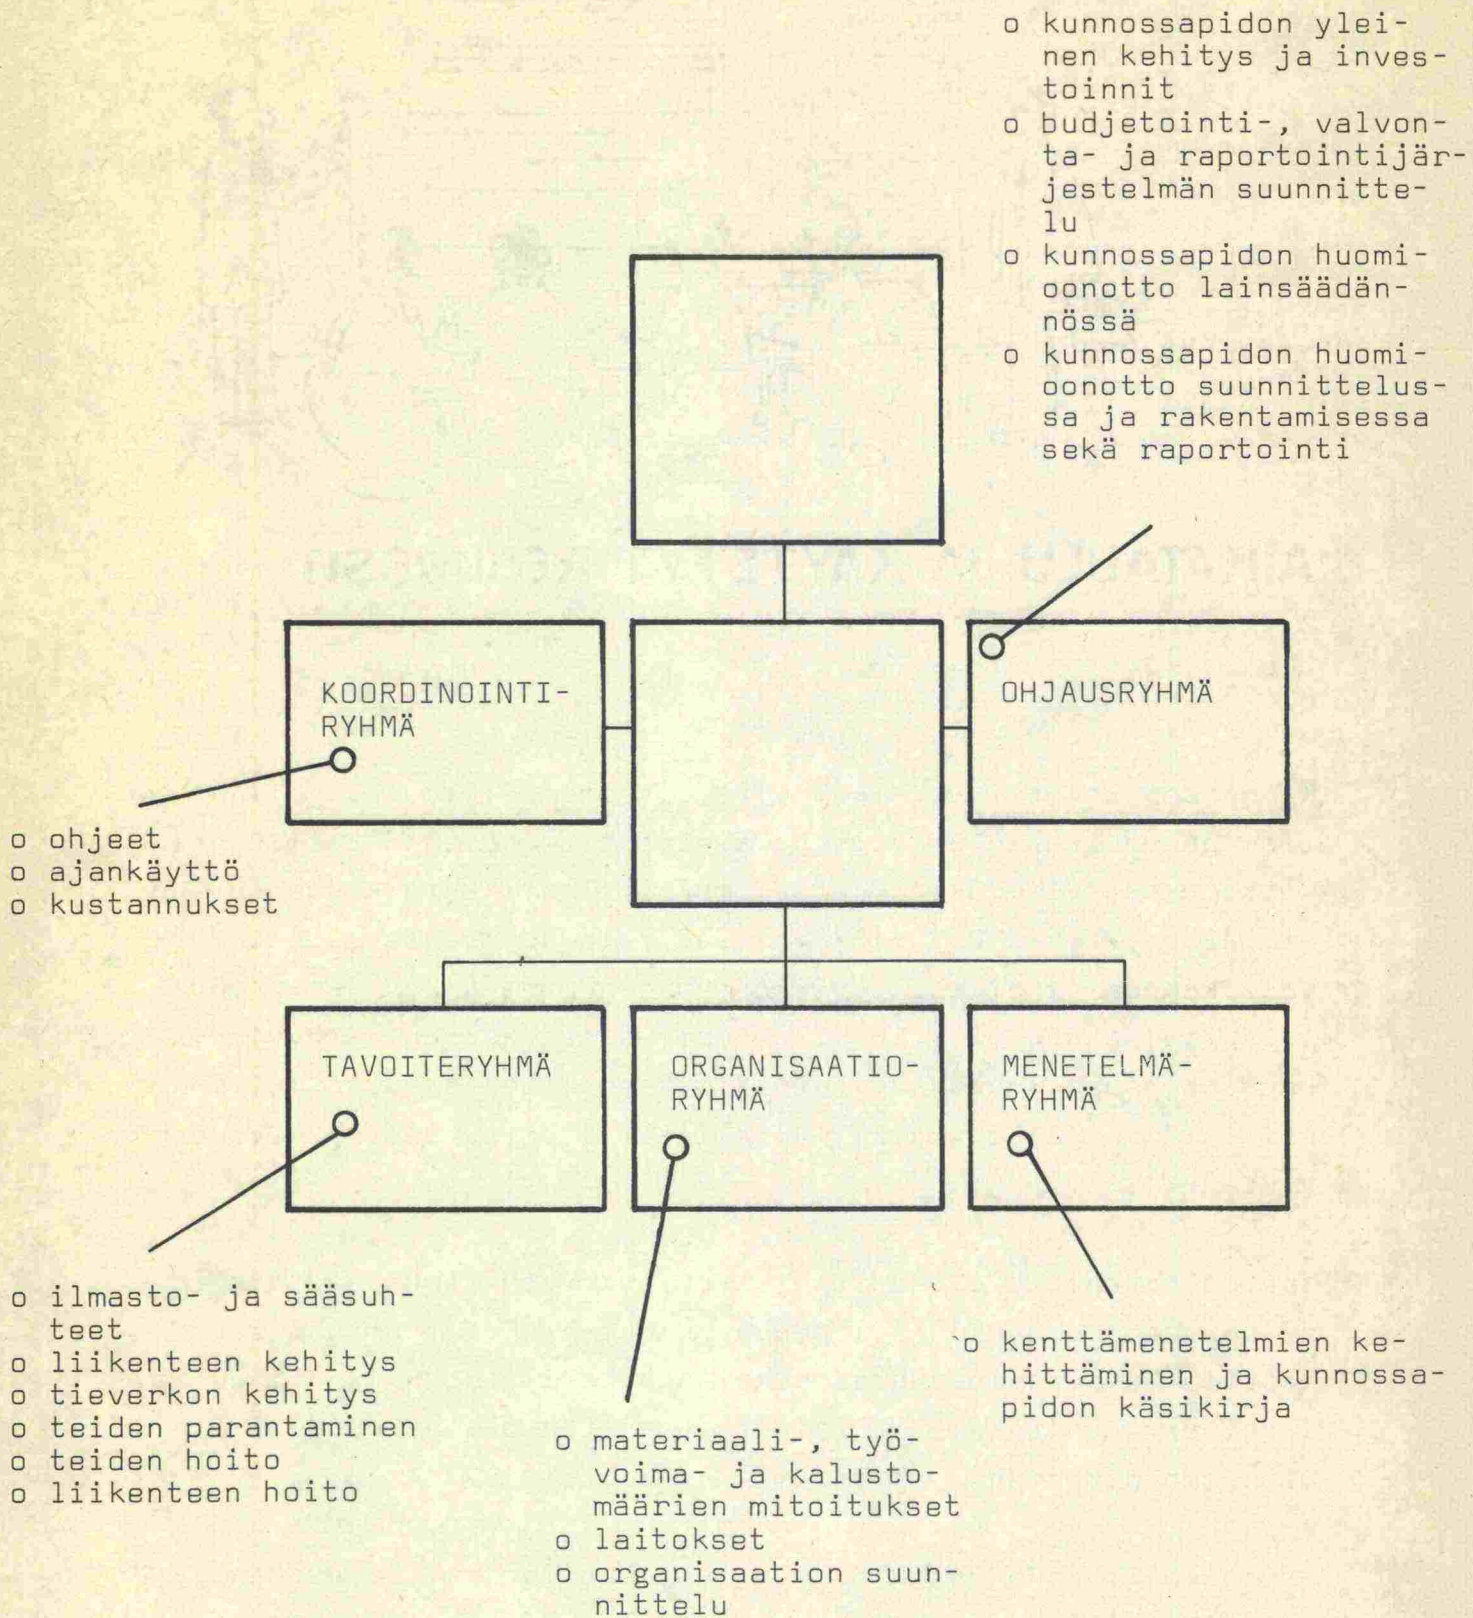 o kunnossapidon ylei-
nen kehitys ja inves-
toinnit
o budjetointi-, valvon-
ta- ja raportointijär-
jestelmän suunnitte-
lu
o kunnossapidon huomi-
oonotto lainsäädän-
nössä
o kunnossapidon huomi-
oonotto suunnittelus-
sa ja rakentamisessa
sekä raportointi
KOORDINOINTI-
RYHMÄ
OHJAUSRYHMÄ
o ohjeet
o ajankäyttö
o kustannukset
TAVOITERYHMÄ
ORGANISAATIO-
RYHMÄ
MENETELMÄ-
RYHMÄ
o ilmasto- ja sääsuh-
teet
o liikenteen kehitys
o tieverkon kehitys
o teiden parantaminen
o teiden hoito
o liikenteen hoito
o materiaali-, työ-
voima- ja kalusto-
määrien mitoitukset
o laitokset
o organisaation suun-
nittelu
o kenttämenetelmien ke-
hittäminen ja kunnossa-
pidon käsikirja